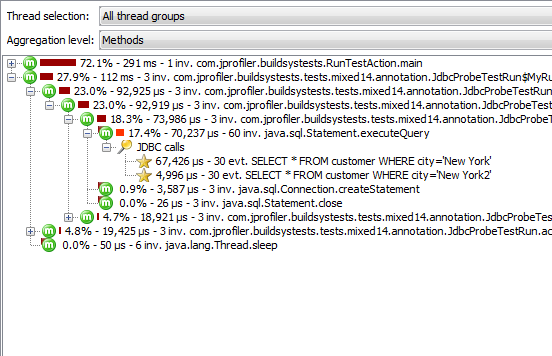 Thread selection: All thread groups
Aggregation level: Methods
72.1% - 291 ms - 1 inv. com.jprofiler.buildsystests.RunTestAction.main
27.9% - 112 ms - 3 inv. com.jprofiler.buildsystests.tests.mixed14.annotation.JdbcProbeTestRun$MyRu
23.0% - 92,925 µs - 3 inv. com.jprofiler.buildsystests.tests.mixed14.annotation.JdbcProbeTestRun
23.0% - 92,919 µs - 3 inv. com.jprofiler.buildsystests.tests.mixed14.annotation.JdbcProbeTest
18.3% - 73,986 µs - 3 inv. com.jprofiler.buildsystests.tests.mixed14.annotation.JdbcProbeT
17.4% - 70,237 µs - 60 inv. java.sql.Statement.executeQuery
JDBC calls
67,426 µs - 30 evt. SELECT * FROM customer WHERE city='New York'
4,996 µs - 30 evt. SELECT * FROM customer WHERE city='New York2'
0.9% - 3,587 µs - 3 inv. java.sql.Connection.createStatement
0.0% - 26 µs - 3 inv. java.sql.Statement.close
4.7% - 18,921 µs - 3 inv. com.jprofiler.buildsystests.tests.mixed14.annotation.JdbcProbeTes
4.8% - 19,425 µs - 3 inv. com.jprofiler.buildsystests.tests.mixed14.annotation.JdbcProbeTestRun.ac
0.0% - 50 µs - 6 inv. java.lang.Thread.sleep